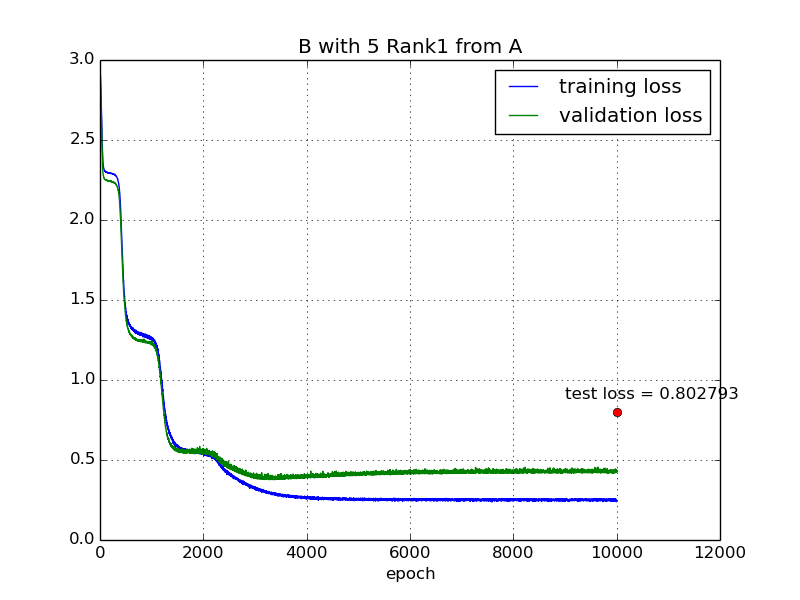 B with 5 Rank1 from A
3.0
2.5
2.0
1.5
1.0
0.5
0.0
training loss
validation loss
test loss = 0.802793
0 2000 4000 6000 8000 10000 12000
epoch